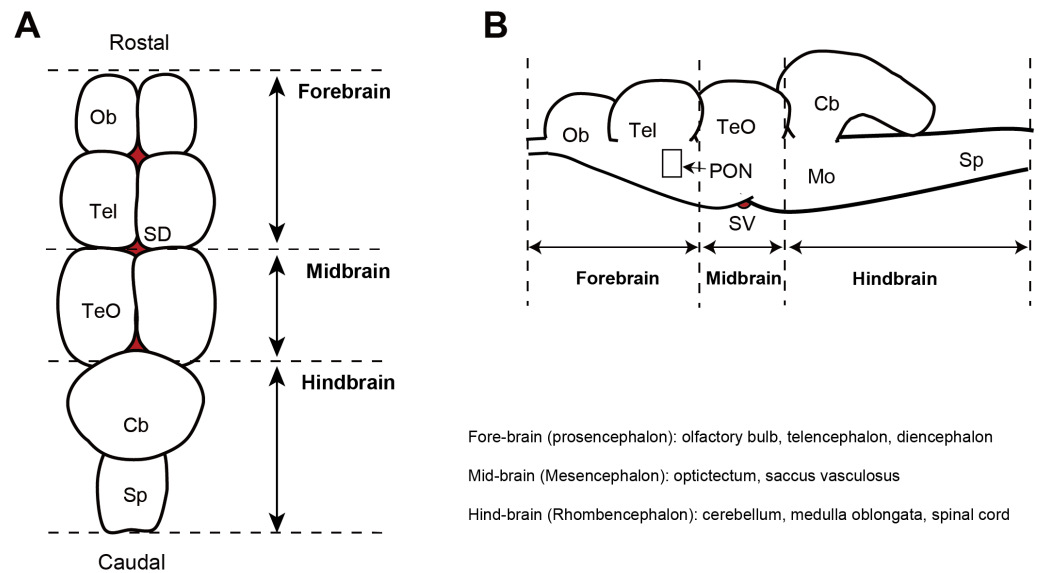 A
Rostal
Ob
Forebrain
Tel
SD
Midbrain
TeO
Hindbrain
Cb
Sp
Caudal
B
Cb
Ob
Tel
TeO
PON
Mo
Sp
SV
Forebrain
Midbrain
Hindbrain
Fore-brain (prosencephalon): olfactory bulb, telencephalon, diencephalon
Mid-brain (Mesencephalon): optictectum, saccus vasculosus
Hind-brain (Rhombencephalon): cerebellum, medulla oblongata, spinal cord